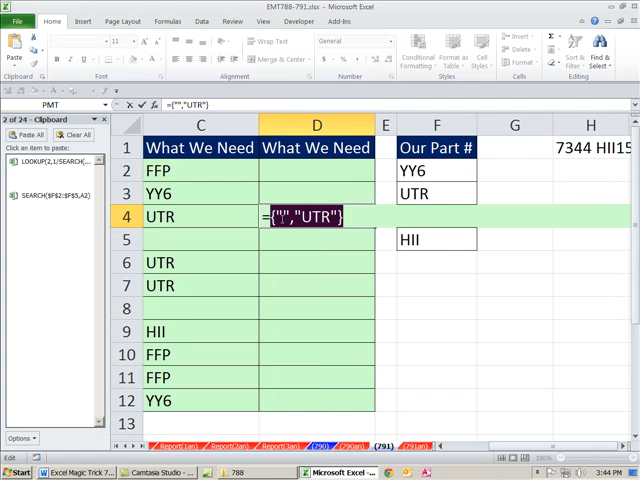 EMT788-791.xlsx - Microsoft Excel
File Home Insert Page Layout Formulas Data Review View Developer Add-Ins
Paste
11
B I U
Wrap Text
Merge & Center
General
$ % ,
Conditional Formatting
Format as Table
Cell Styles
Insert
Delete
Format
Sort & Filter
Find & Select
Clipboard Font Alignment Number Styles Cells Editing
PMT ={"","UTR"}
2 of 24 - Clipboard
Paste All Clear All
Click an item to paste:
LOOKUP(2,1/SEARCH(...
SEARCH($F$2:$F$5,A2)
Options
C D E F G H
1 What We Need What We Need Our Part # 7344 HII15
2 FFP YY6
3 YY6 UTR
4 UTR ={"","UTR"}
5 HII
6 UTR
7 UTR
8
9 HII
10 FFP
11 FFP
12 YY6
13
Report(1an) Report(2an) Report(3an) (790) (790an) (791) (791an)
Edit 190%
Start Excel Magic Trick 7... Camtasia Studio - ... 788 Microsoft Excel - ... 3:44 PM